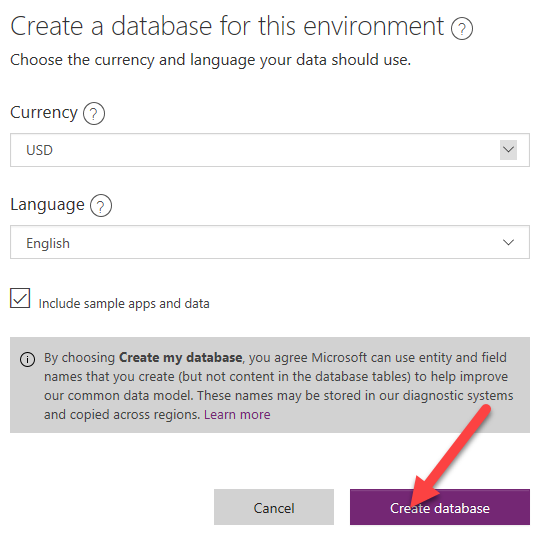 Create a database for this environment ?
Choose the currency and language your data should use.
Currency ?
USD
Language ?
English
Include sample apps and data
By choosing Create my database, you agree Microsoft can use entity and field
names that you create (but not content in the database tables) to help improve
our common data model. These names may be stored in our diagnostic systems
and copied across regions. Learn more
Cancel
Create database